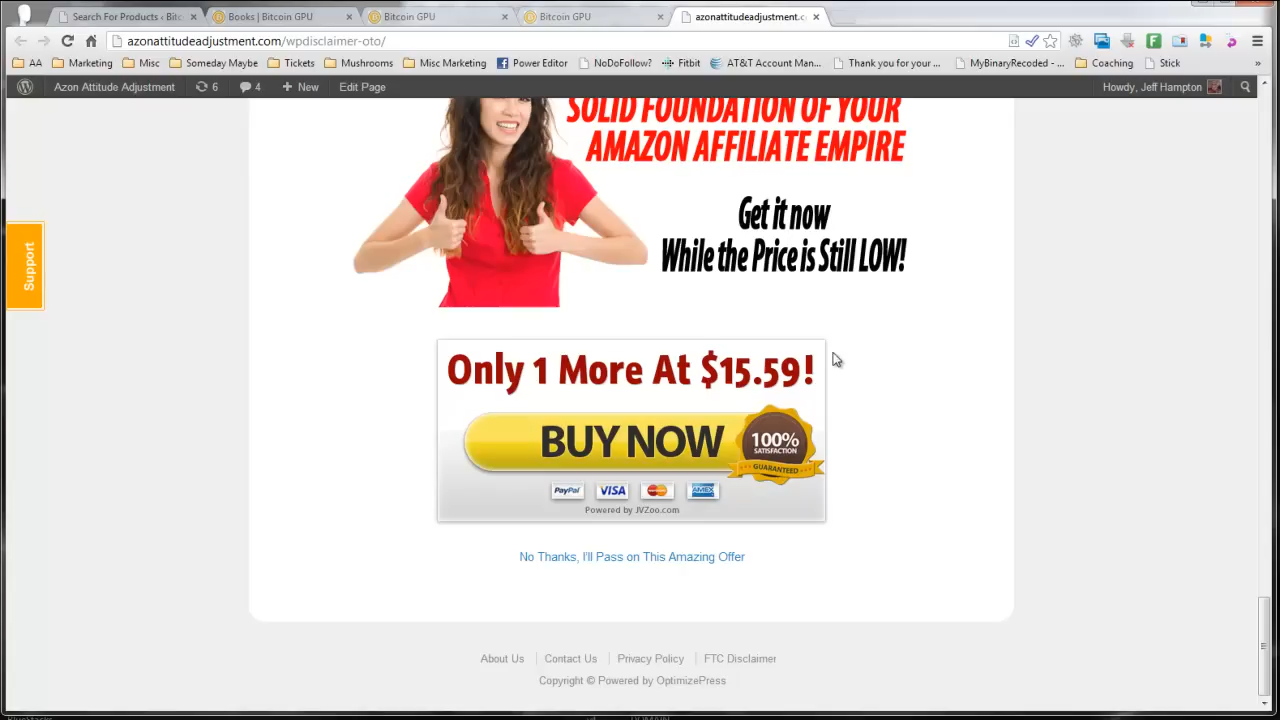 Search For Products ‹ Bitc
Books | Bitcoin GPU
Bitcoin GPU
Bitcoin GPU
azonattitudeadjustment.c
azonattitudeadjustment.com/wpdisclaimer-oto/
AA
Marketing
Misc
Someday Maybe
Tickets
Mushrooms
Misc Marketing
Power Editor
NoDoFollow?
Fitbit
AT&T Account Man...
Thank you for your ...
MyBinaryRecoded - ...
Coaching
Stick
»
Azon Attitude Adjustment
6
4
+ New
Edit Page
Howdy, Jeff Hampton
SOLID FOUNDATION OF YOUR
AMAZON AFFILIATE EMPIRE
Get it now
While the Price is Still LOW!
Support
Only 1 More At $15.59!
BUY NOW
100%
SATISFACTION
GUARANTEED
PayPal
VISA
MasterCard
AMEX
Powered by JVZoo.com
No Thanks, I'll Pass on This Amazing Offer
About Us
Contact Us
Privacy Policy
FTC Disclaimer
Copyright © Powered by OptimizePress